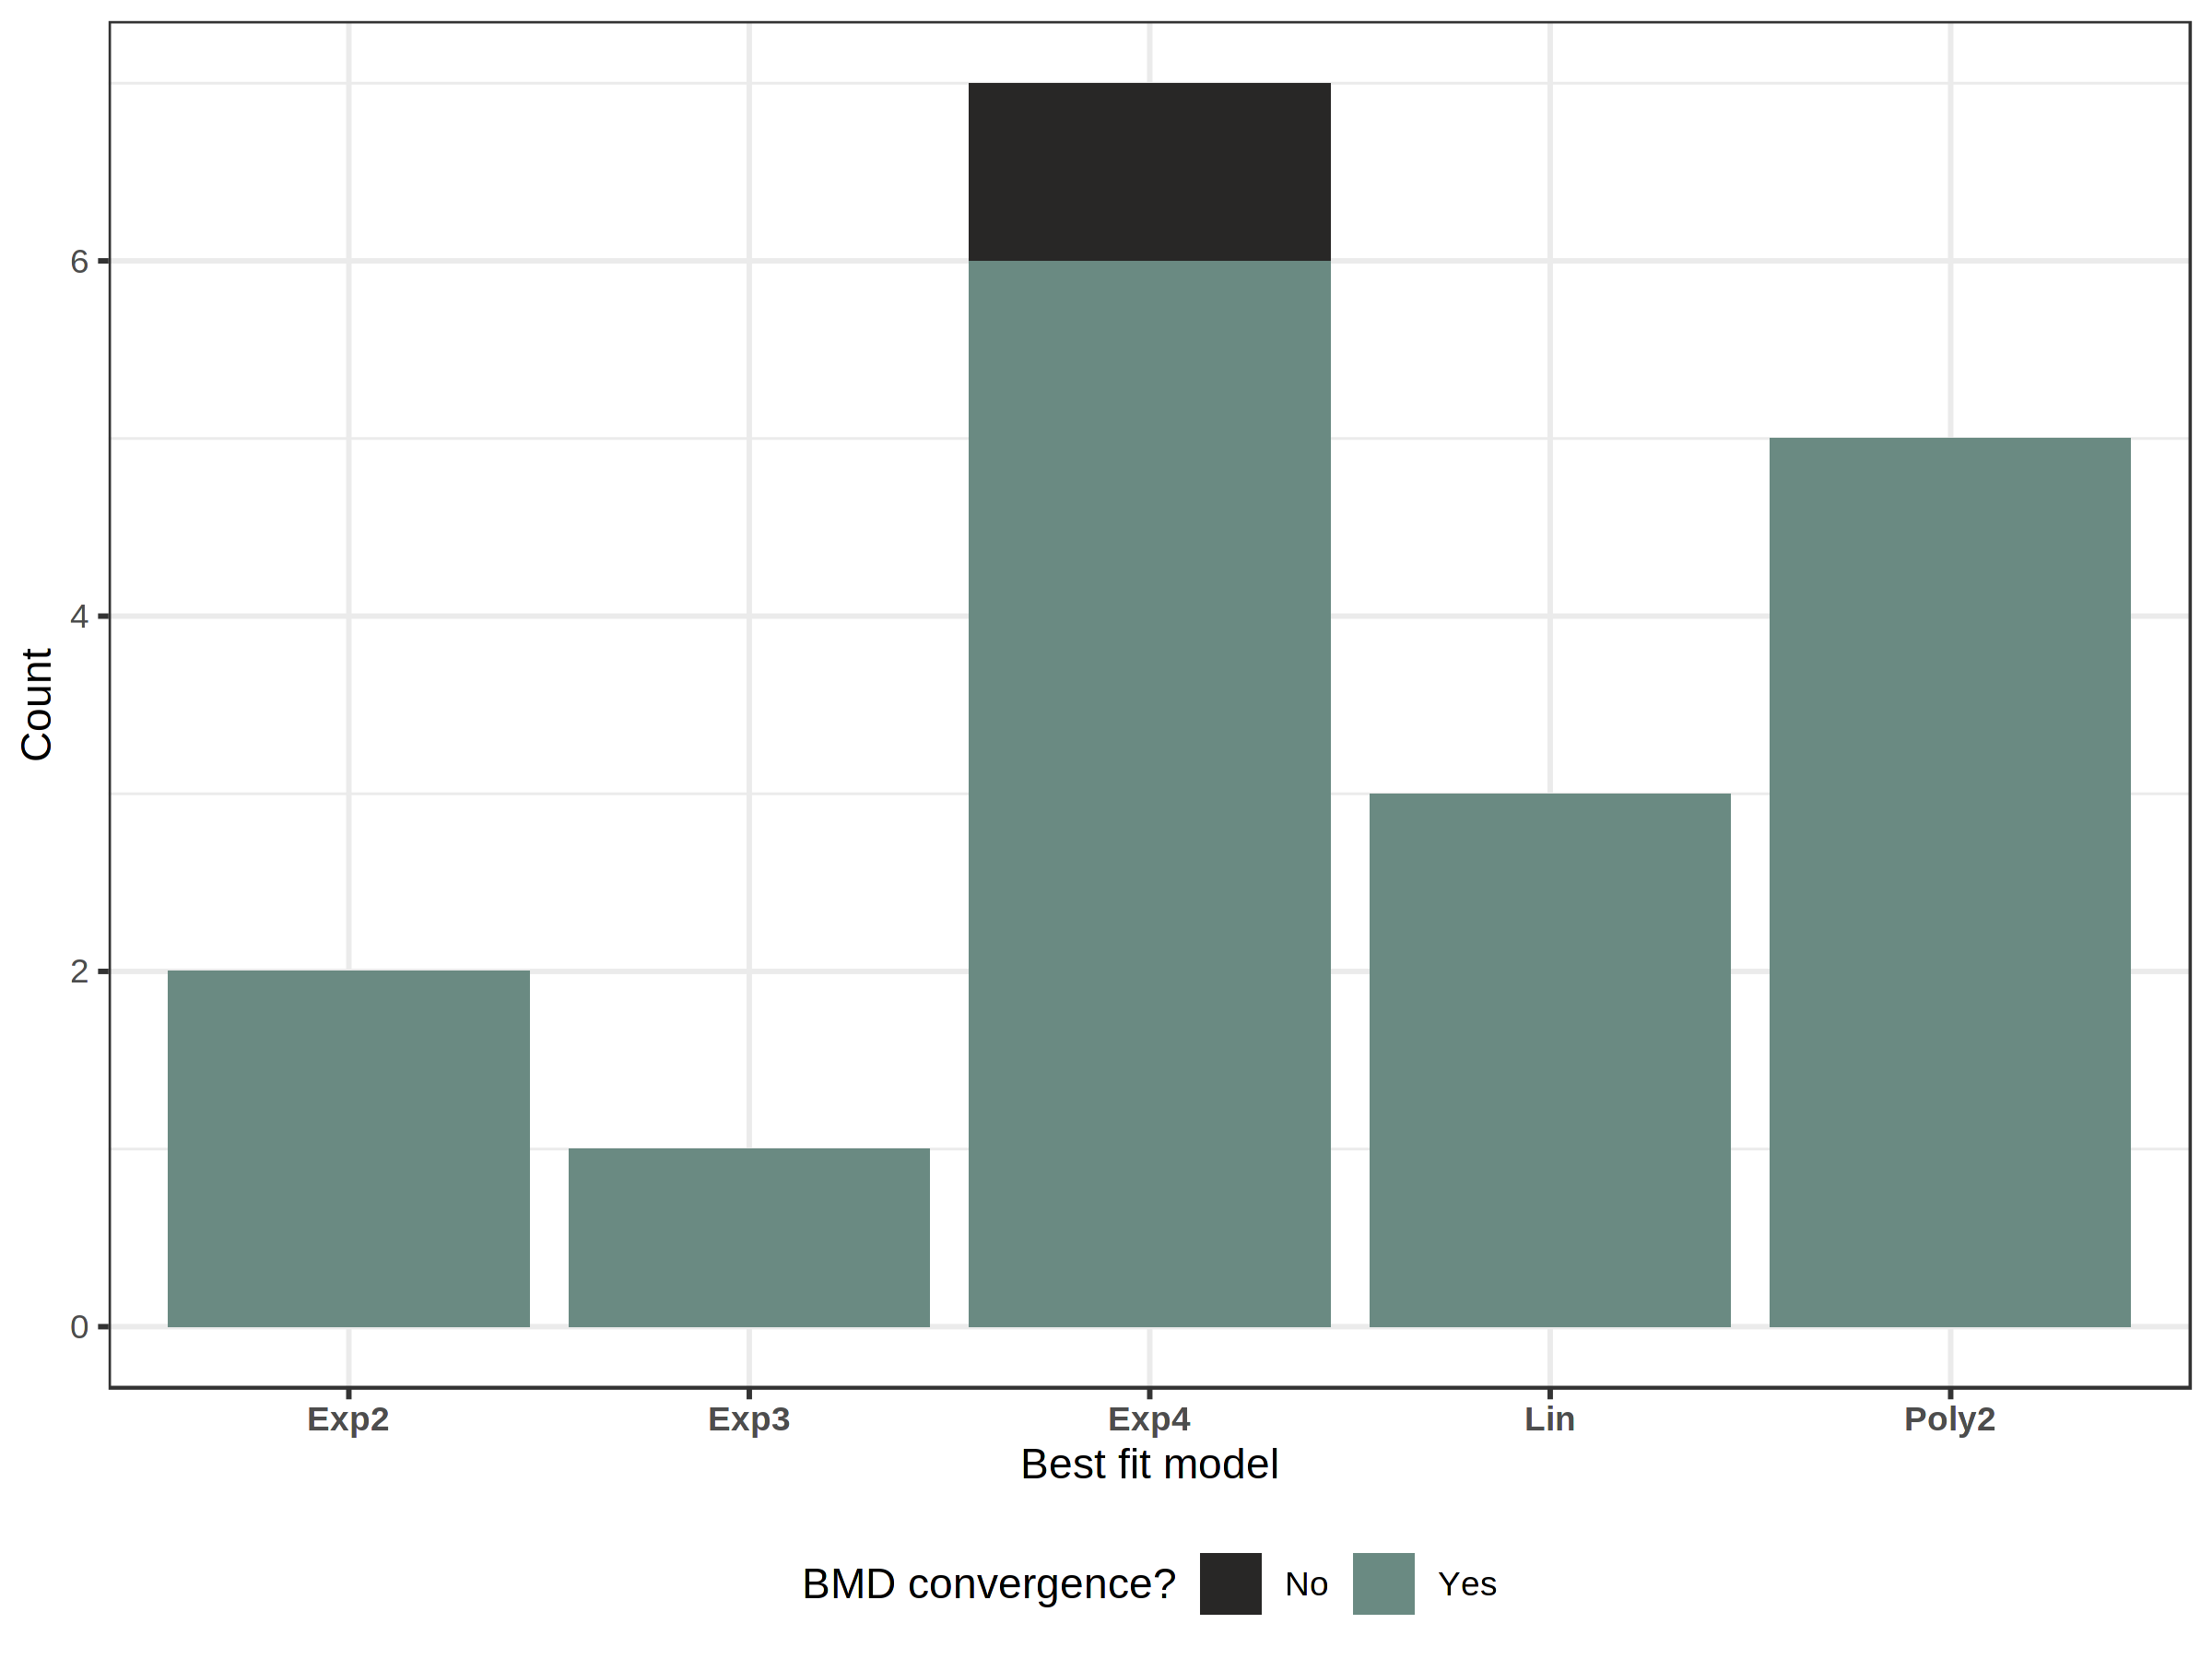 6
4
2
0
Count
Exp2 Exp3 Exp4 Lin Poly2
Best fit model
BMD convergence? No Yes